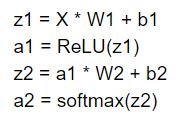 z1 = X * W1 + b1
a1 = ReLU(z1)
z2 = a1 * W2 + b2
a2 = softmax(z2)